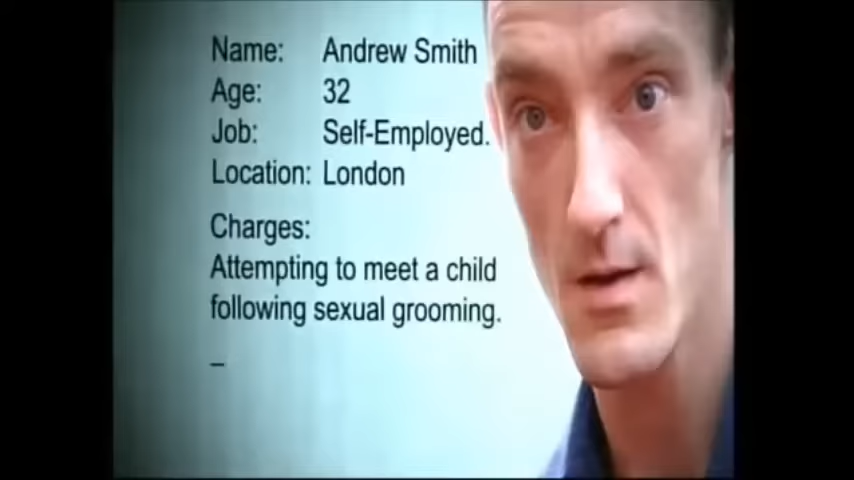 Name: Andrew Smith
Age: 32
Job: Self-Employed.
Location: London
Charges:
Attempting to meet a child
following sexual grooming.
_